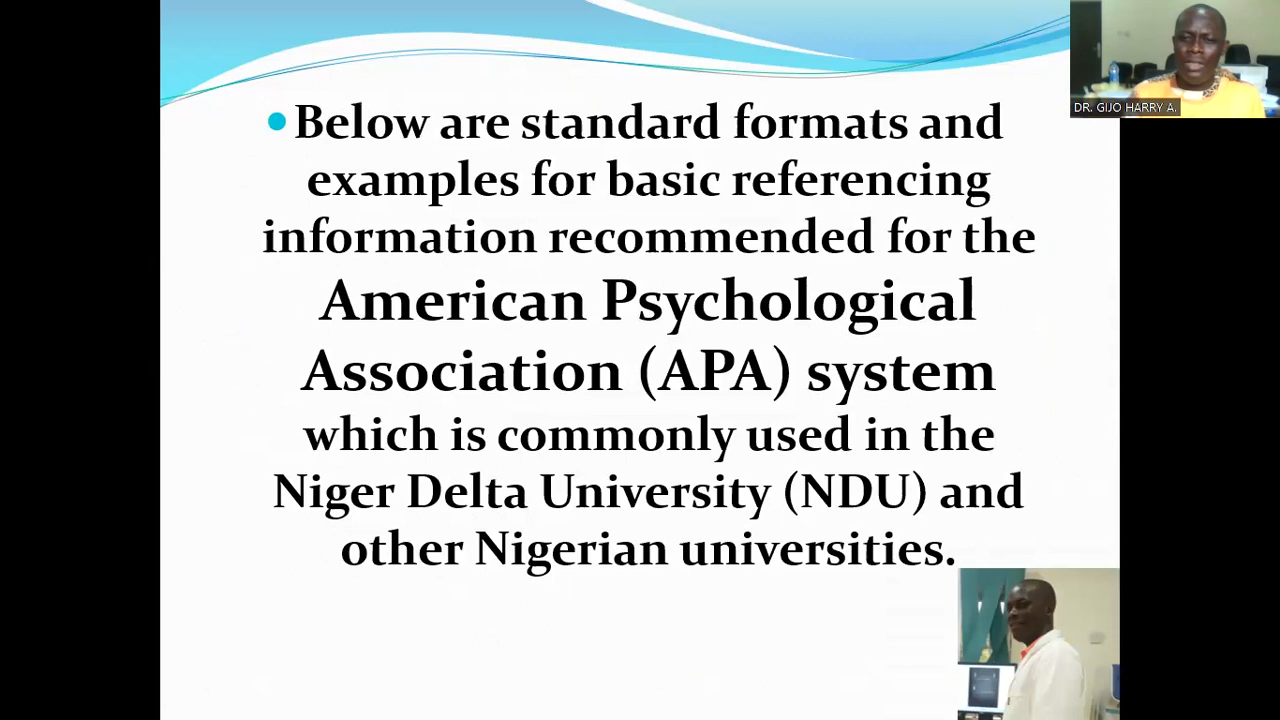 Below are standard formats and
examples for basic referencing
information recommended for the
American Psychological
Association (APA) system
which is commonly used in the
Niger Delta University (NDU) and
other Nigerian universities.
DR. GIJO HARRY A.